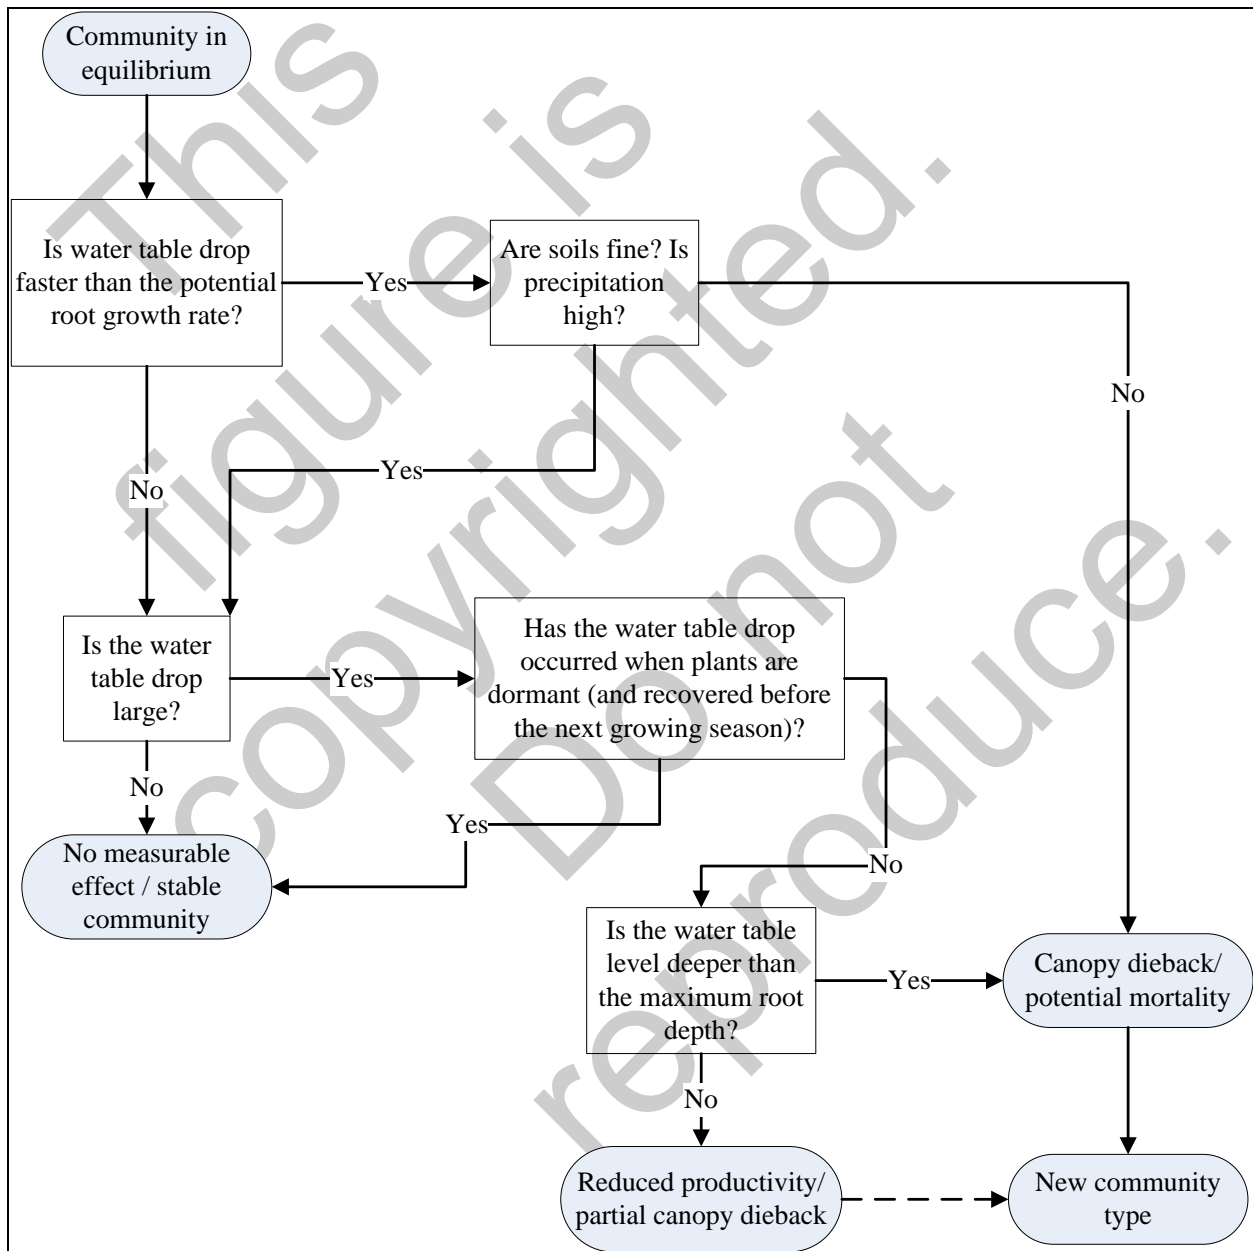 Community in
equilibrium
Is water table drop
faster than the potential
root growth rate?
Yes
Are soils fine? Is
precipitation
high?
No
No
Yes
Is the water
table drop
large?
Yes
Has the water table drop
occurred when plants are
dormant (and recovered before
the next growing season)?
No
Yes
No
No measurable
effect / stable
community
Is the water table
level deeper than
the maximum root
depth?
Yes
Canopy dieback/
potential mortality
No
Reduced productivity/
partial canopy dieback
New community
type
This
figure is
copyrighted.
Do not
reproduce.